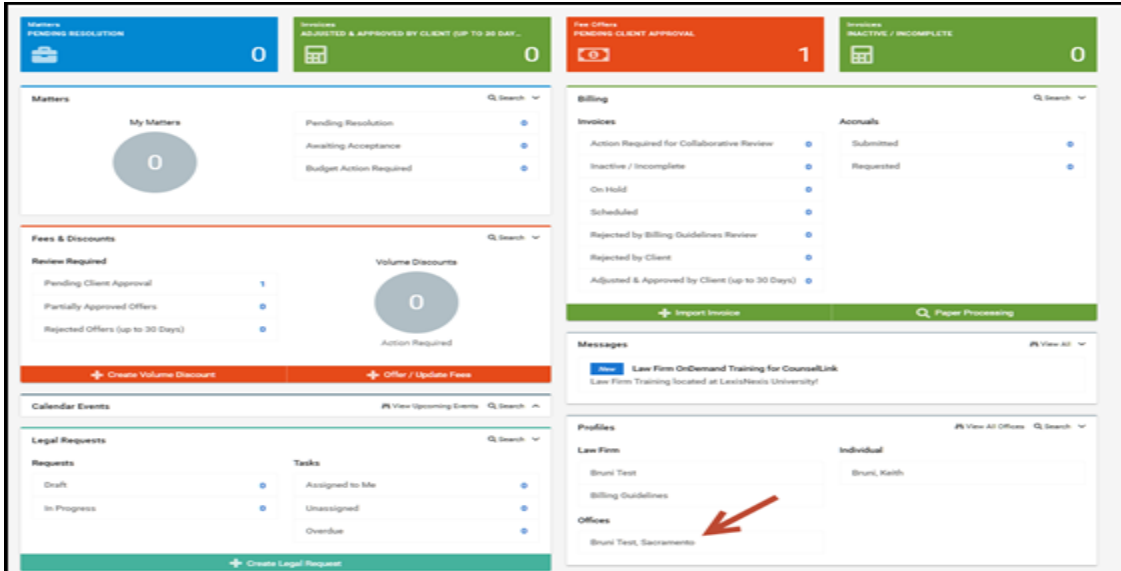 Matters
PENDING RESOLUTION
0
Invoices
ADJUSTED & APPROVED BY CLIENT (UP TO 30 DAY...
0
Fee Offers
PENDING CLIENT APPROVAL
1
Invoices
INACTIVE / INCOMPLETE
0
Matters
Search
My Matters
0
Pending Resolution 0
Awaiting Acceptance 0
Budget Action Required 0
Fees & Discounts
Search
Review Required
Pending Client Approval 1
Partially Approved Offers 0
Rejected Offers (up to 30 Days) 0
Volume Discounts
0
Action Required
Create Volume Discount
Offer / Update Fees
Calendar Events
View Upcoming Events Search
Legal Requests
Search
Requests
Draft 0
In Progress 0
Tasks
Assigned to Me 0
Unassigned 0
Overdue 0
Create Legal Request
Billing
Search
Invoices
Action Required for Collaborative Review 0
Inactive / Incomplete 0
On Hold 0
Scheduled 0
Rejected by Billing Guidelines Review 0
Rejected by Client 0
Adjusted & Approved by Client (up to 30 Days) 0
Accruals
Submitted 0
Requested 0
Import Invoice
Paper Processing
Messages
View All
New Law Firm OnDemand Training for CounselLink
Law Firm Training located at LexisNexis University!
Profiles
View All Offices Search
Law Firm
Bruni Test
Billing Guidelines
Offices
Bruni Test, Sacramento
Individual
Bruni, Keith